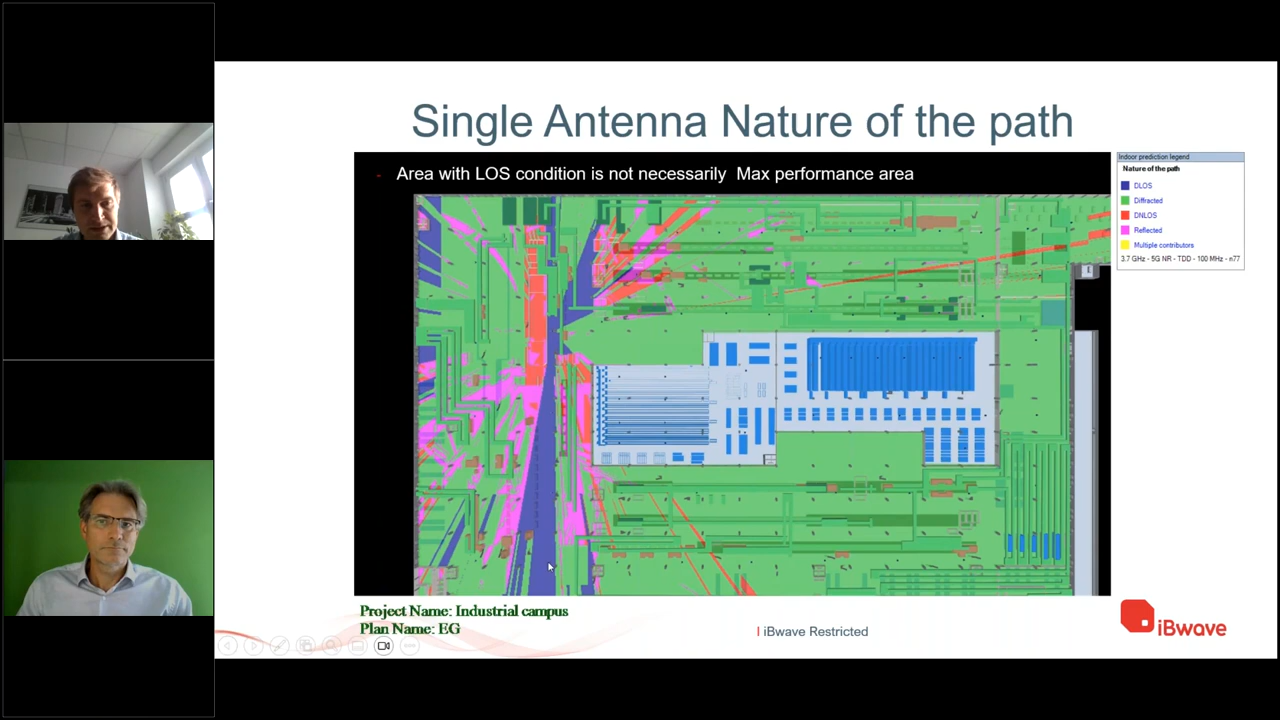 Single Antenna Nature of the path
- Area with LOS condition is not necessarily Max performance area
Indoor prediction legend
Nature of the path
DLOS
Diffracted
DNLOS
Reflected
Multiple contributors
3.7 GHz - 5G NR - TDD - 100 MHz - n77
Project Name: Industrial campus
Plan Name: EG
| iBwave Restricted
iBwave